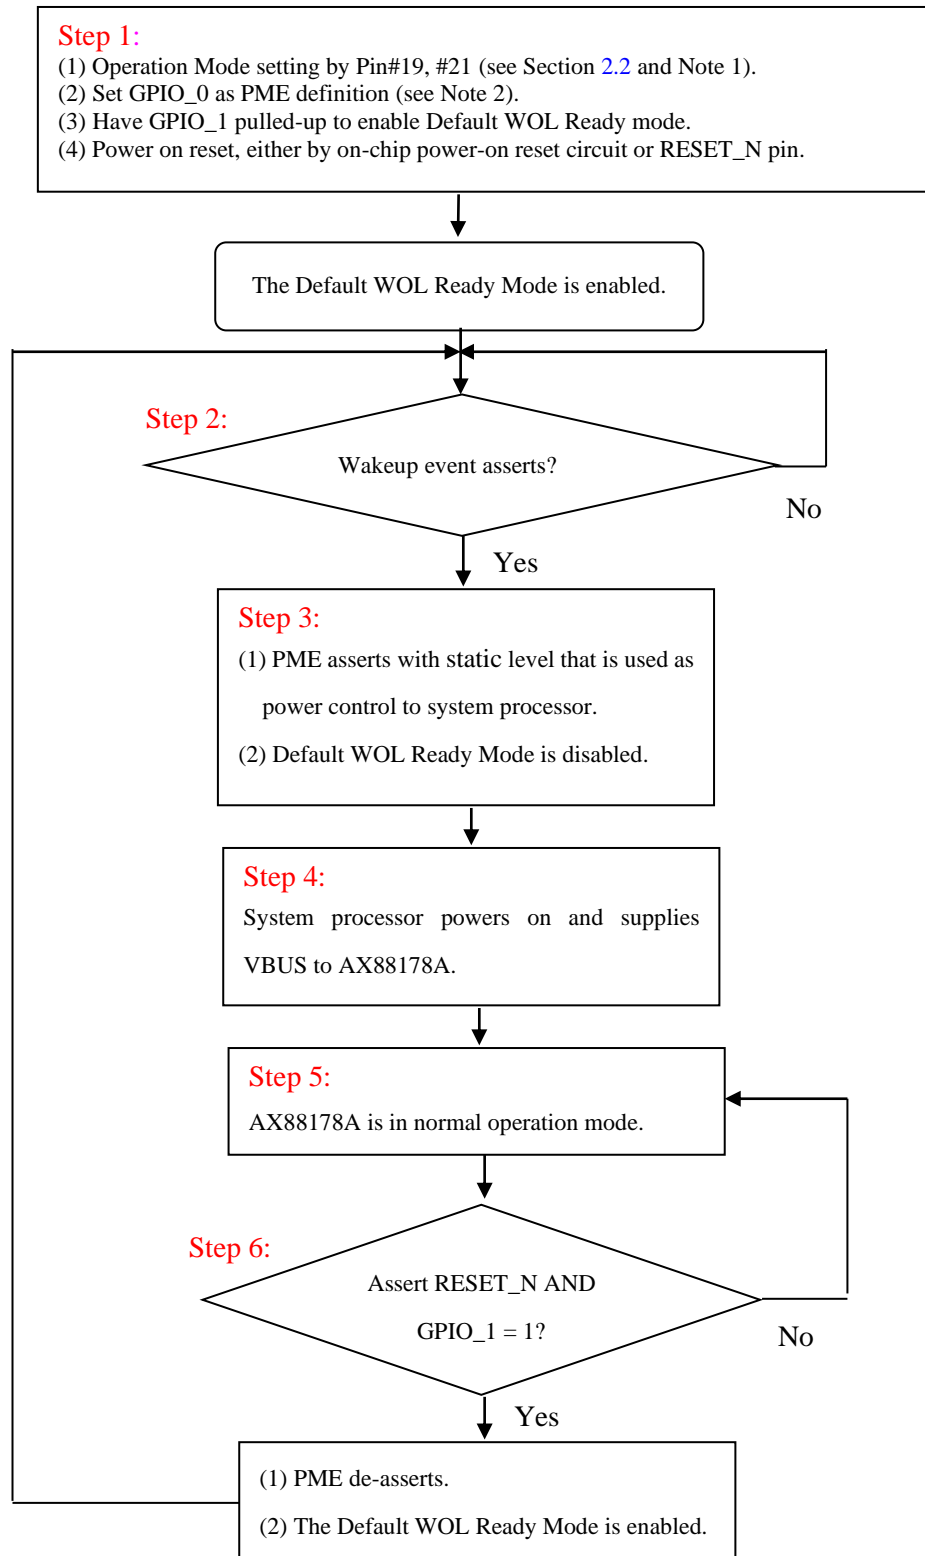 Step 1:
(1) Operation Mode setting by Pin#19, #21 (see Section 2.2 and Note 1).
(2) Set GPIO_0 as PME definition (see Note 2).
(3) Have GPIO_1 pulled-up to enable Default WOL Ready mode.
(4) Power on reset, either by on-chip power-on reset circuit or RESET_N pin.
The Default WOL Ready Mode is enabled.
Step 2:
Wakeup event asserts?
No
Yes
Step 3:
(1) PME asserts with static level that is used as
power control to system processor.
(2) Default WOL Ready Mode is disabled.
Step 4:
System processor powers on and supplies
VBUS to AX88178A.
Step 5:
AX88178A is in normal operation mode.
Step 6:
Assert RESET_N AND
GPIO_1 = 1?
No
Yes
(1) PME de-asserts.
(2) The Default WOL Ready Mode is enabled.